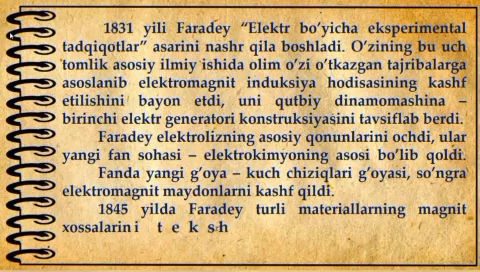 1831 yili Faradey “Elektr bo’yicha eksperimental
tadqiqotlar” asarini nashr qila boshladi. O’zining bu uch
tomlik asosiy ilmiy ishida olim o’zi o’tkazgan tajribalarga
asoslanib elektromagnit induksiya hodisasining kashf
etilishini bayon etdi, uni qutbiy dinamomashina –
birinchi elektr generatori konstruksiyasini tavsiflab berdi.
Faradey elektrolizning asosiy qonunlarini ochdi, ular
yangi fan sohasi – elektrokimyoning asosi bo’lib qoldi.
Fanda yangi g’oya – kuch chiziqlari g’oyasi, so’ngra
elektromagnit maydonlarni kashf qildi.
1845 yilda Faradey turli materiallarning magnit
xossalarini t e k s h